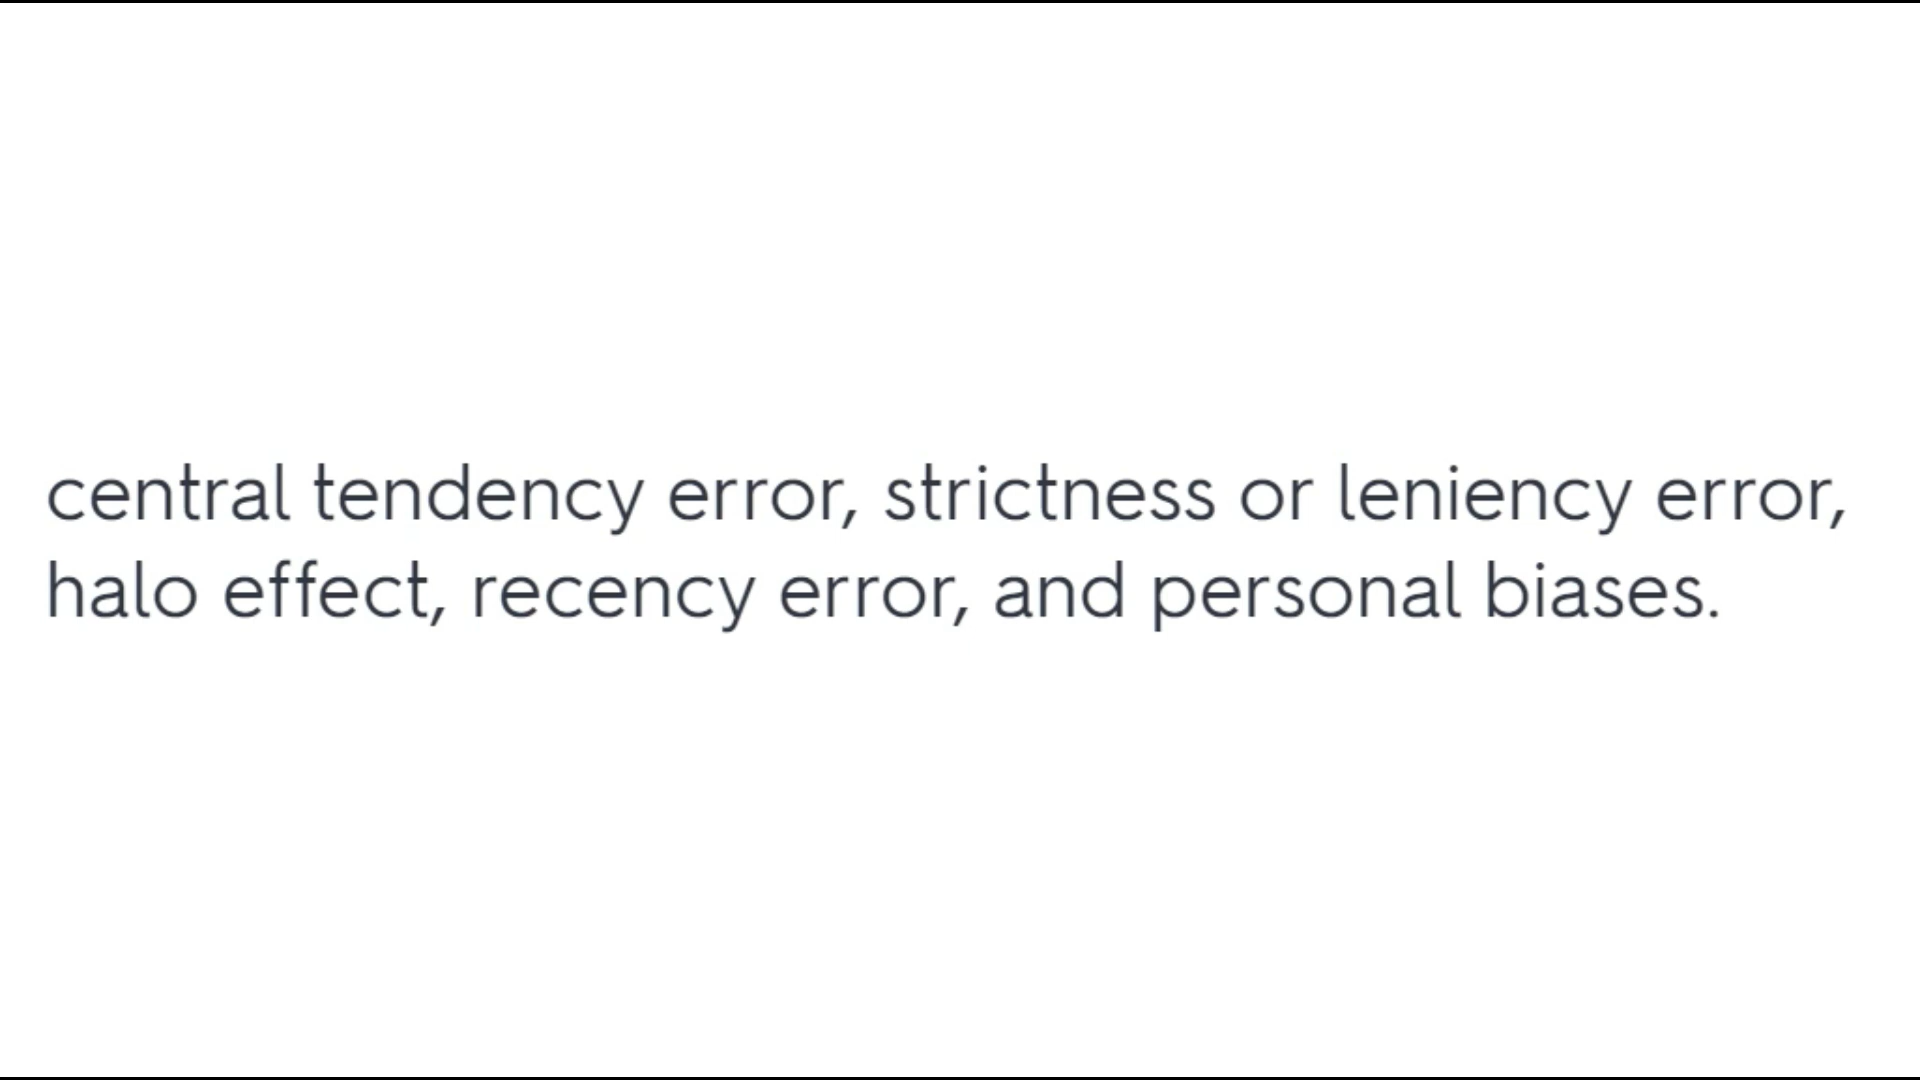 central tendency error, strictness or leniency error,
halo effect, recency error, and personal biases.